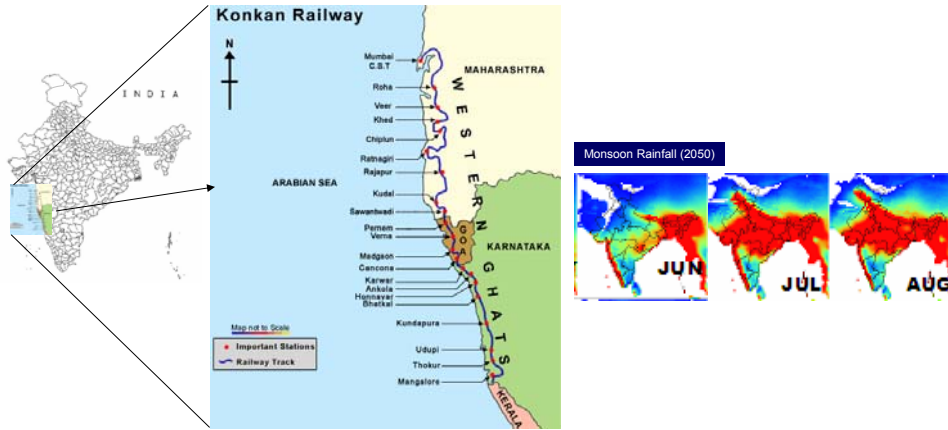 INDIA
Konkan Railway
N
Mumbai
C.S.T
MAHARASHTRA
Roha
Veer
Khed
Chiplun
Ratnagiri
Rajapur
ARABIAN SEA
Kudal
Sawantwadi
Pernem
Verna
GOA
KARNATAKA
Madgaon
Cancona
Karwar
Ankola
Honnavar
Bhatkal
WESTERN GHATS
Kundapura
Udupi
Thokur
Mangalore
KERALA
Map not to Scale
Important Stations
Railway Track
Monsoon Rainfall (2050)
JUN
JUL
AUG